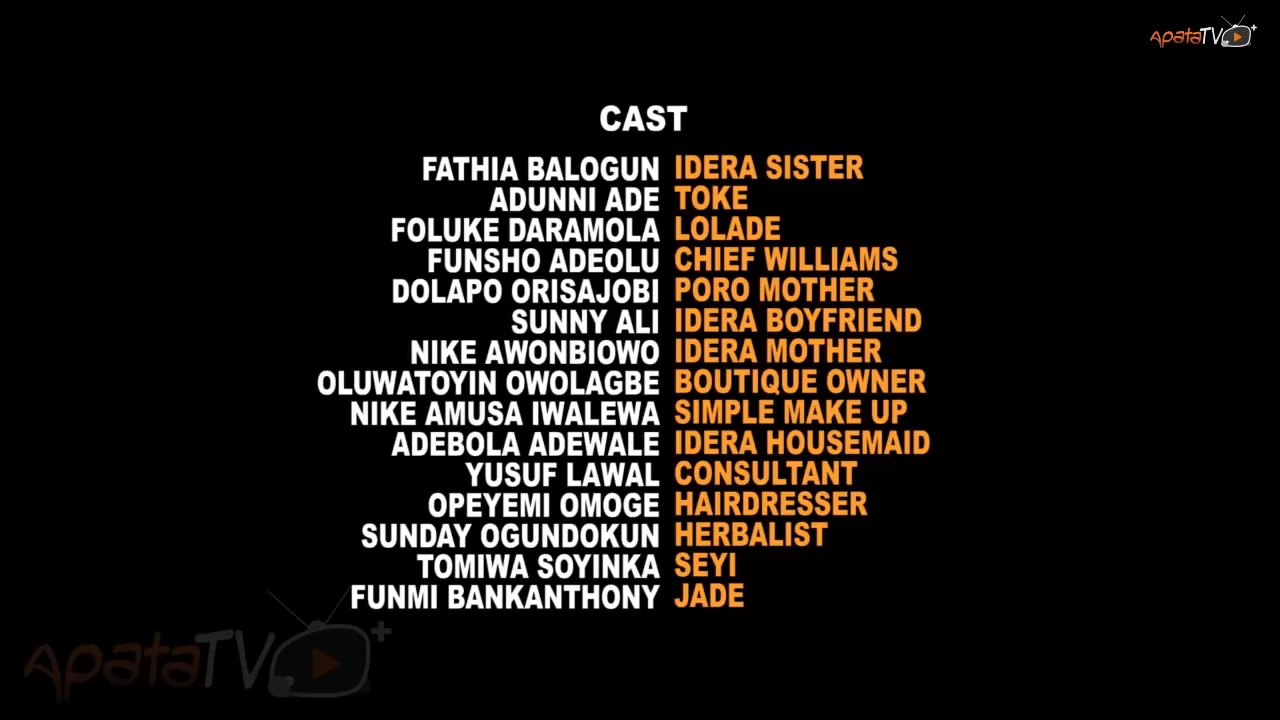 ApataTV+
CAST
FATHIA BALOGUN IDERA SISTER
ADUNNI ADE TOKE
FOLUKE DARAMOLA LOLADE
FUNSHO ADEOLU CHIEF WILLIAMS
DOLAPO ORISAJOBI PORO MOTHER
SUNNY ALI IDERA BOYFRIEND
NIKE AWONBIOWO IDERA MOTHER
OLUWATOYIN OWOLAGBE BOUTIQUE OWNER
NIKE AMUSA IWALEWA SIMPLE MAKE UP
ADEBOLA ADEWALE IDERA HOUSEMAID
YUSUF LAWAL CONSULTANT
OPEYEMI OMOGE HAIRDRESSER
SUNDAY OGUNDOKUN HERBALIST
TOMIWA SOYINKA SEYI
FUNMI BANKANTHONY JADE
ApataTV+